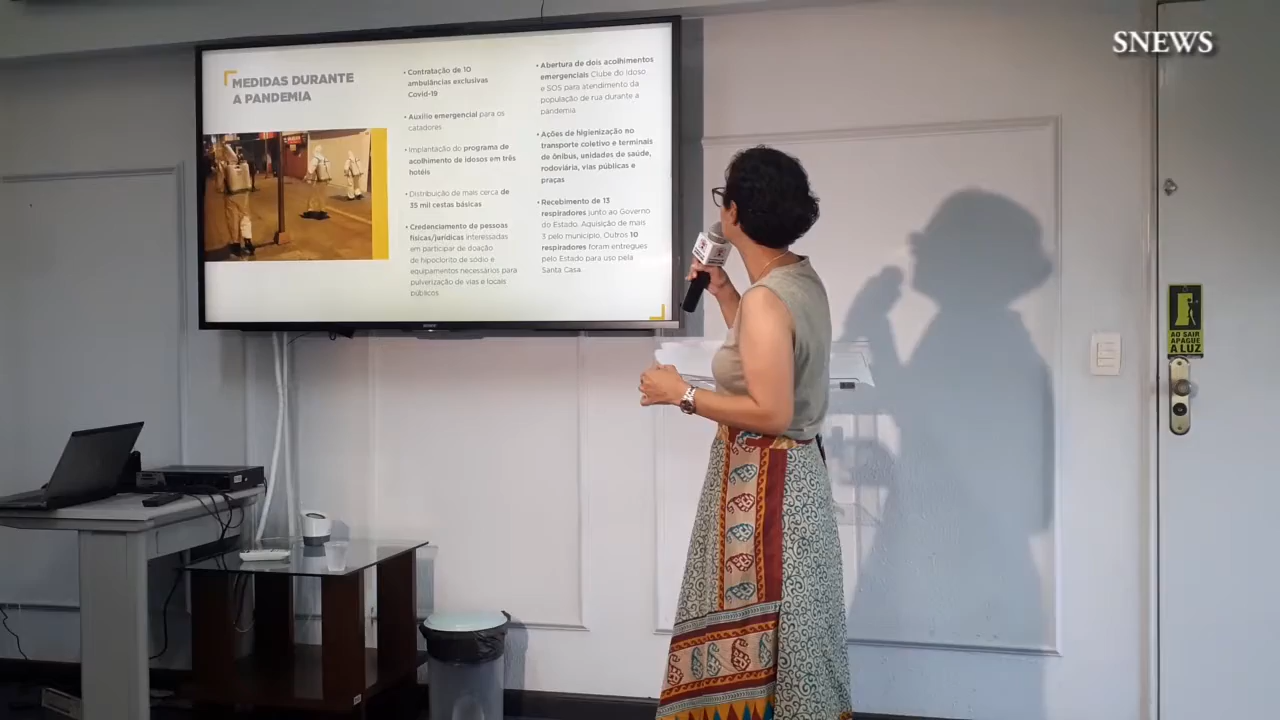 SNEWS
MEDIDAS DURANTE
A PANDEMIA
• Contratação de 10
ambulâncias exclusivas
Covid-19
• Auxílio emergencial para os
catadores
• Implantação do programa de
acolhimento de idosos em três
hotéis
• Distribuição de mais cerca de
35 mil cestas básicas
• Credenciamento de pessoas
físicas/jurídicas interessadas
em participar de doação
de hipoclorito de sódio e
equipamentos necessários para
pulverização de vias e locais
públicos
• Abertura de dois acolhimentos
emergenciais Clube do Idoso
e SOS para atendimento da
população de rua durante a
pandemia
• Ações de higienização no
transporte coletivo e terminais
de ônibus, unidades de saúde,
rodoviária, vias públicas e
praças
• Recebimento de 13
respiradores junto ao Governo
do Estado. Aquisição de mais
3 pelo município. Outros 10
respiradores foram entregues
pelo Estado para uso pela
Santa Casa.
AO SAIR
APAGUE
A LUZ